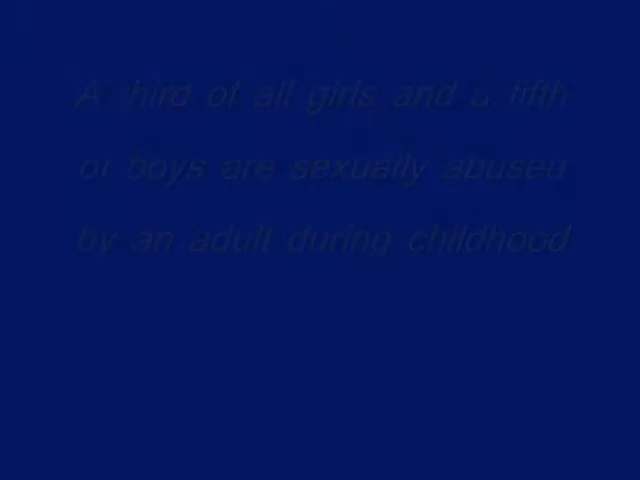 A third of all girls and a fifth
of boys are sexually abused
by an adult during childhood